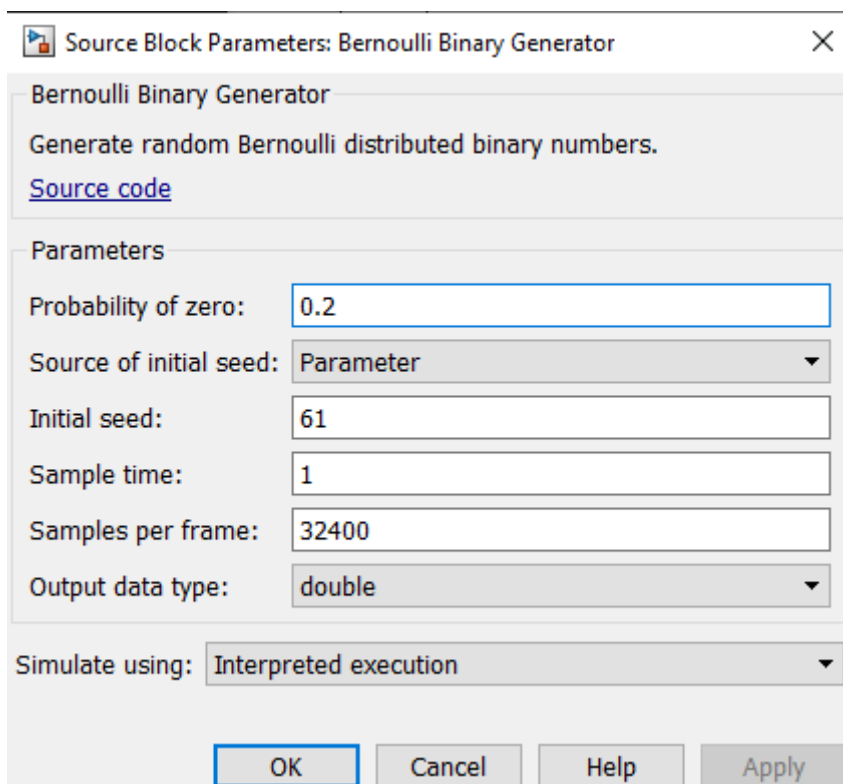 Source Block Parameters: Bernoulli Binary Generator
Bernoulli Binary Generator
Generate random Bernoulli distributed binary numbers.
Source code
Parameters
Probability of zero: 0.2
Source of initial seed: Parameter
Initial seed: 61
Sample time: 1
Samples per frame: 32400
Output data type: double
Simulate using: Interpreted execution
OK Cancel Help Apply